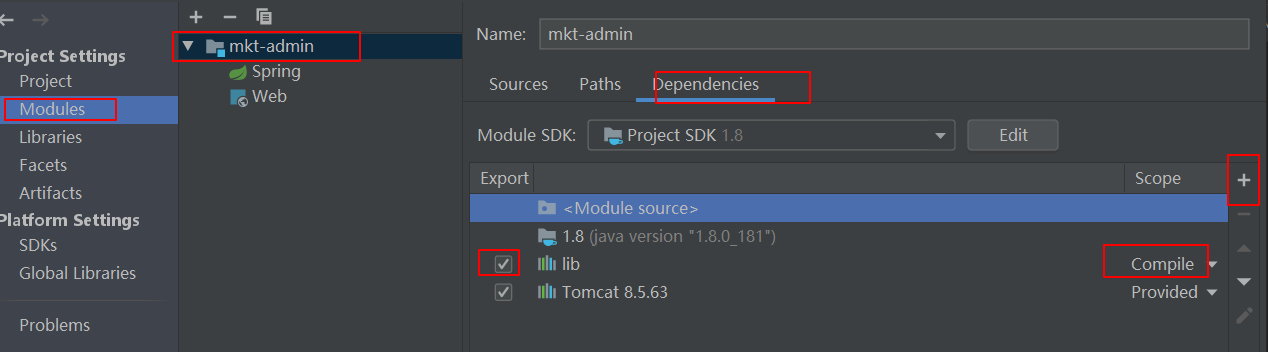 Project Settings
Project
Modules
Libraries
Facets
Artifacts
Platform Settings
SDKs
Global Libraries
Problems
mkt-admin
Spring
Web
Name: mkt-admin
Sources Paths Dependencies
Module SDK: Project SDK 1.8 Edit
Export Scope
<Module source>
1.8 (java version "1.8.0_181")
lib Compile
Tomcat 8.5.63 Provided